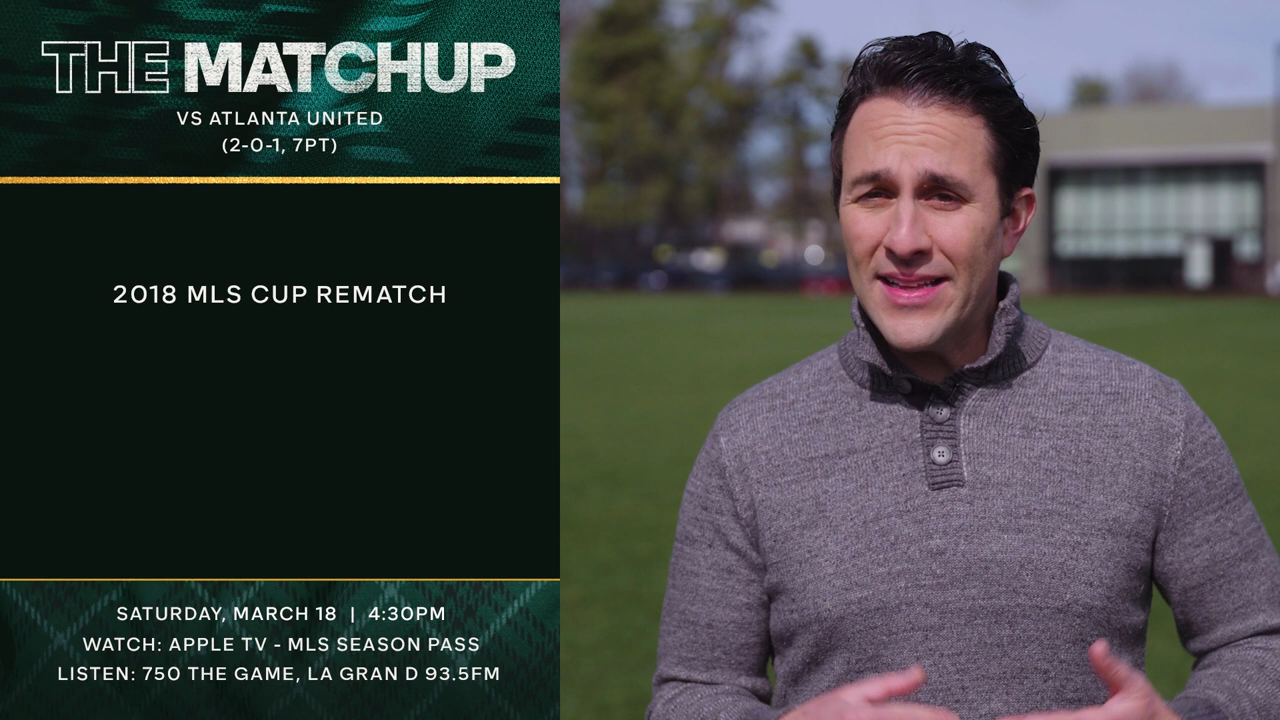 THE MATCHUP
VS ATLANTA UNITED
(2-0-1, 7PT)
2018 MLS CUP REMATCH
SATURDAY, MARCH 18 | 4:30PM
WATCH: APPLE TV - MLS SEASON PASS
LISTEN: 750 THE GAME, LA GRAN D 93.5FM